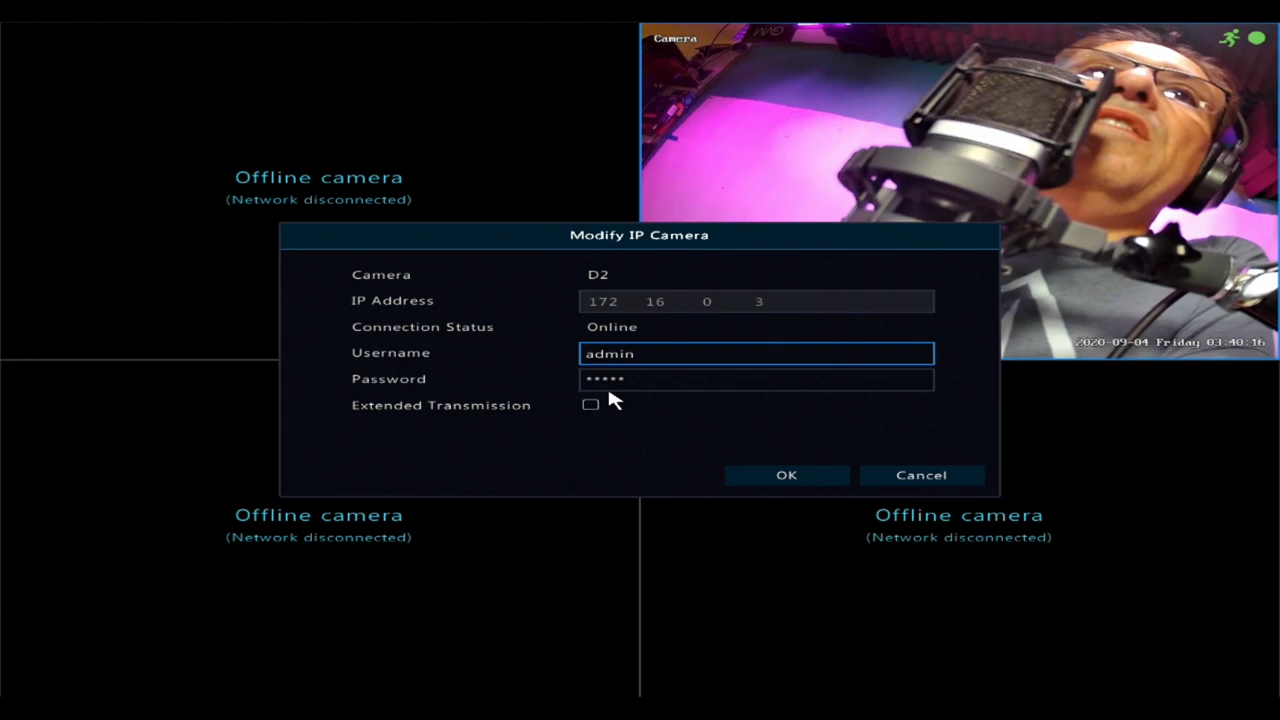 Camera
Offline camera
(Network disconnected)
Modify IP Camera
Camera D2
IP Address 172 16 0 3
Connection Status Online
Username admin
Password *****
Extended Transmission
OK Cancel
2020-09-04 Friday 03:40:16
Offline camera
(Network disconnected)
Offline camera
(Network disconnected)